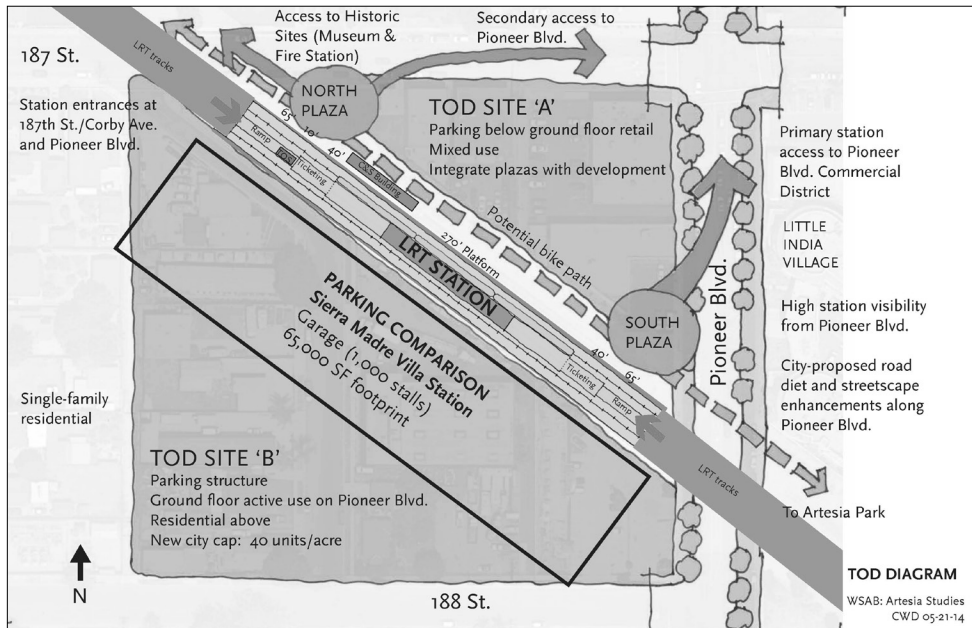 187 St.
LRT tracks
Access to Historic
Sites (Museum &
Fire Station)
Secondary access to
Pioneer Blvd.
NORTH
PLAZA
TOD SITE ‘A’
Parking below ground floor retail
Mixed use
Integrate plazas with development
Station entrances at
187th St./Corby Ave.
and Pioneer Blvd.
65'
10'
40'
Ramp
Ticketing
C&S Building
270' Platform
LRT STATION
Potential bike path
Primary station
access to Pioneer
Blvd. Commercial
District
LITTLE
INDIA
VILLAGE
Pioneer Blvd.
High station visibility
from Pioneer Blvd.
SOUTH
PLAZA
40'
65'
Ticketing
Ramp
City-proposed road
diet and streetscape
enhancements along
Pioneer Blvd.
PARKING COMPARISON
Sierra Madre Villa Station
Garage (1,000 stalls)
65,000 SF footprint
Single-family
residential
TOD SITE ‘B’
Parking structure
Ground floor active use on Pioneer Blvd.
Residential above
New city cap: 40 units/acre
LRT tracks
To Artesia Park
N
188 St.
TOD DIAGRAM
WSAB: Artesia Studies
CWD 05-21-14